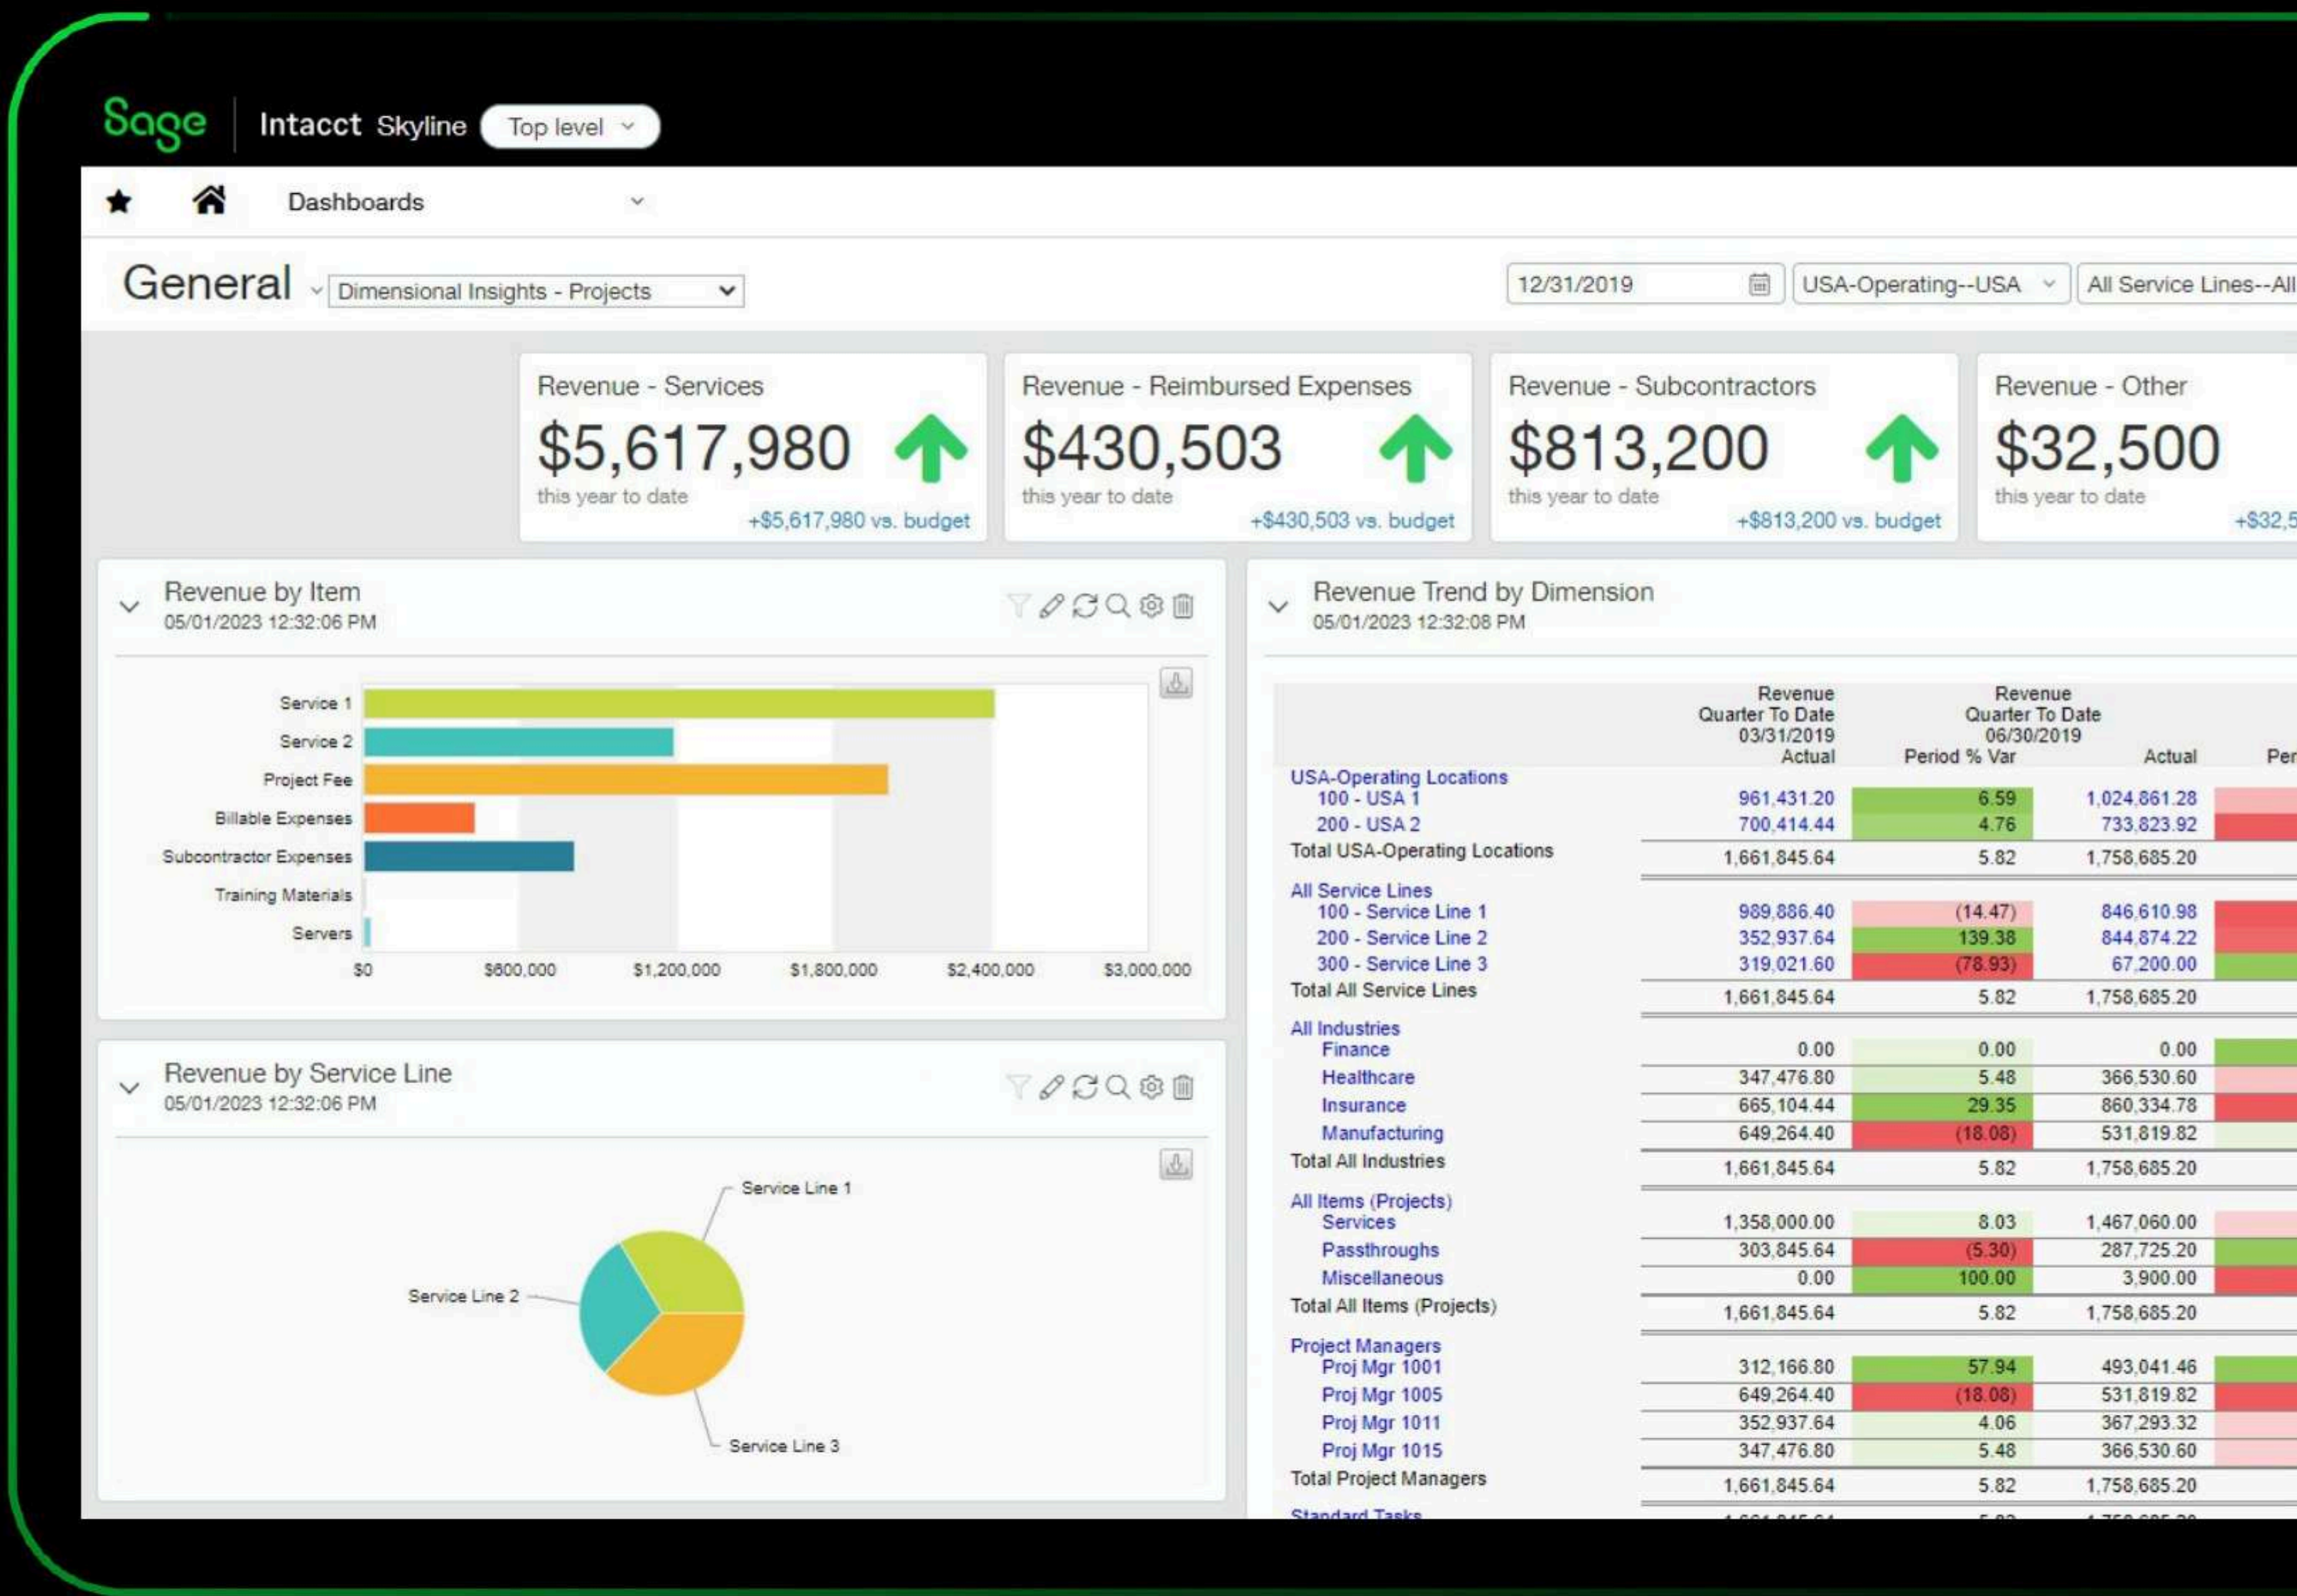 Sage Intacct Skyline Top level
Dashboards
General Dimensional Insights - Projects 12/31/2019 USA-Operating--USA All Service Lines--All
Revenue - Services
$5,617,980
this year to date
+$5,617,980 vs. budget
Revenue - Reimbursed Expenses
$430,503
this year to date
+$430,503 vs. budget
Revenue - Subcontractors
$813,200
this year to date
+$813,200 vs. budget
Revenue - Other
$32,500
this year to date
+$32,5
Revenue by Item
05/01/2023 12:32:06 PM
Service 1
Service 2
Project Fee
Billable Expenses
Subcontractor Expenses
Training Materials
Servers
$0 $600,000 $1,200,000 $1,800,000 $2,400,000 $3,000,000
Revenue by Service Line
05/01/2023 12:32:06 PM
Service Line 1
Service Line 2
Service Line 3
Revenue Trend by Dimension
05/01/2023 12:32:08 PM
Revenue Revenue
Quarter To Date Quarter To Date
03/31/2019 06/30/2019
Actual Period % Var Actual Per
USA-Operating Locations
100 - USA 1 961,431.20 6.59 1,024,861.28
200 - USA 2 700,414.44 4.76 733,823.92
Total USA-Operating Locations 1,661,845.64 5.82 1,758,685.20
All Service Lines
100 - Service Line 1 989,886.40 (14.47) 846,610.98
200 - Service Line 2 352,937.64 139.38 844,874.22
300 - Service Line 3 319,021.60 (78.93) 67,200.00
Total All Service Lines 1,661,845.64 5.82 1,758,685.20
All Industries
Finance 0.00 0.00 0.00
Healthcare 347,476.80 5.48 366,530.60
Insurance 665,104.44 29.35 860,334.78
Manufacturing 649,264.40 (18.08) 531,819.82
Total All Industries 1,661,845.64 5.82 1,758,685.20
All Items (Projects)
Services 1,358,000.00 8.03 1,467,060.00
Passthroughs 303,845.64 (5.30) 287,725.20
Miscellaneous 0.00 100.00 3,900.00
Total All Items (Projects) 1,661,845.64 5.82 1,758,685.20
Project Managers
Proj Mgr 1001 312,166.80 57.94 493,041.46
Proj Mgr 1005 649,264.40 (18.08) 531,819.82
Proj Mgr 1011 352,937.64 4.06 367,293.32
Proj Mgr 1015 347,476.80 5.48 366,530.60
Total Project Managers 1,661,845.64 5.82 1,758,685.20
Standard Tasks